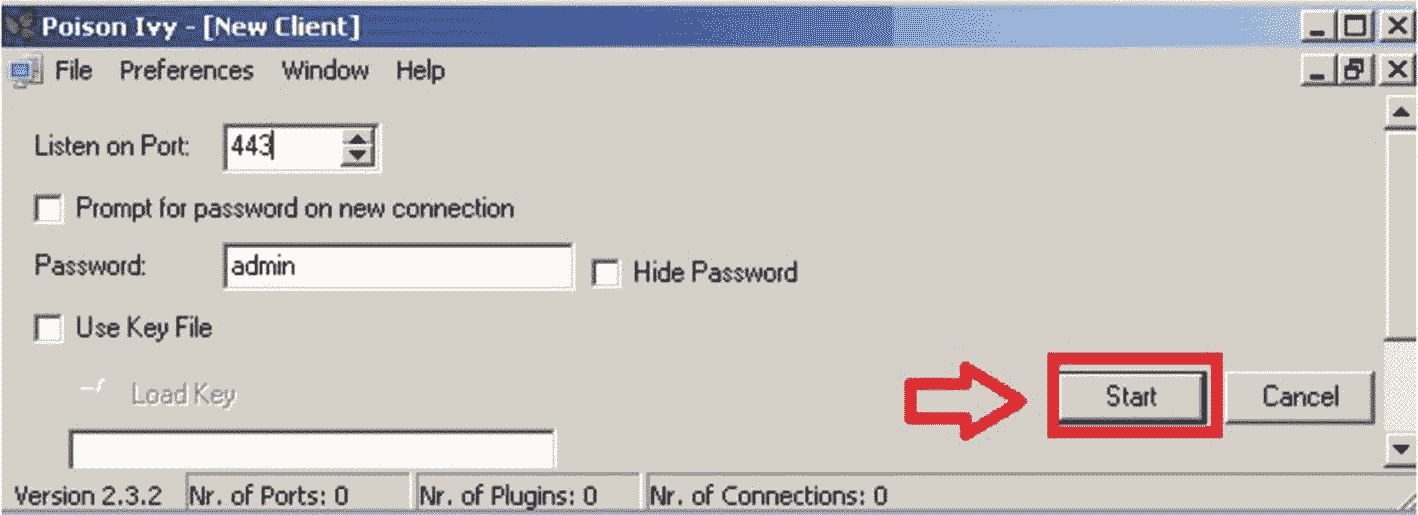 Poison Ivy - [New Client]
File Preferences Window Help
Listen on Port: 443
Prompt for password on new connection
Password: admin Hide Password
Use Key File
Load Key
Start Cancel
Version 2.3.2 Nr. of Ports: 0 Nr. of Plugins: 0 Nr. of Connections: 0